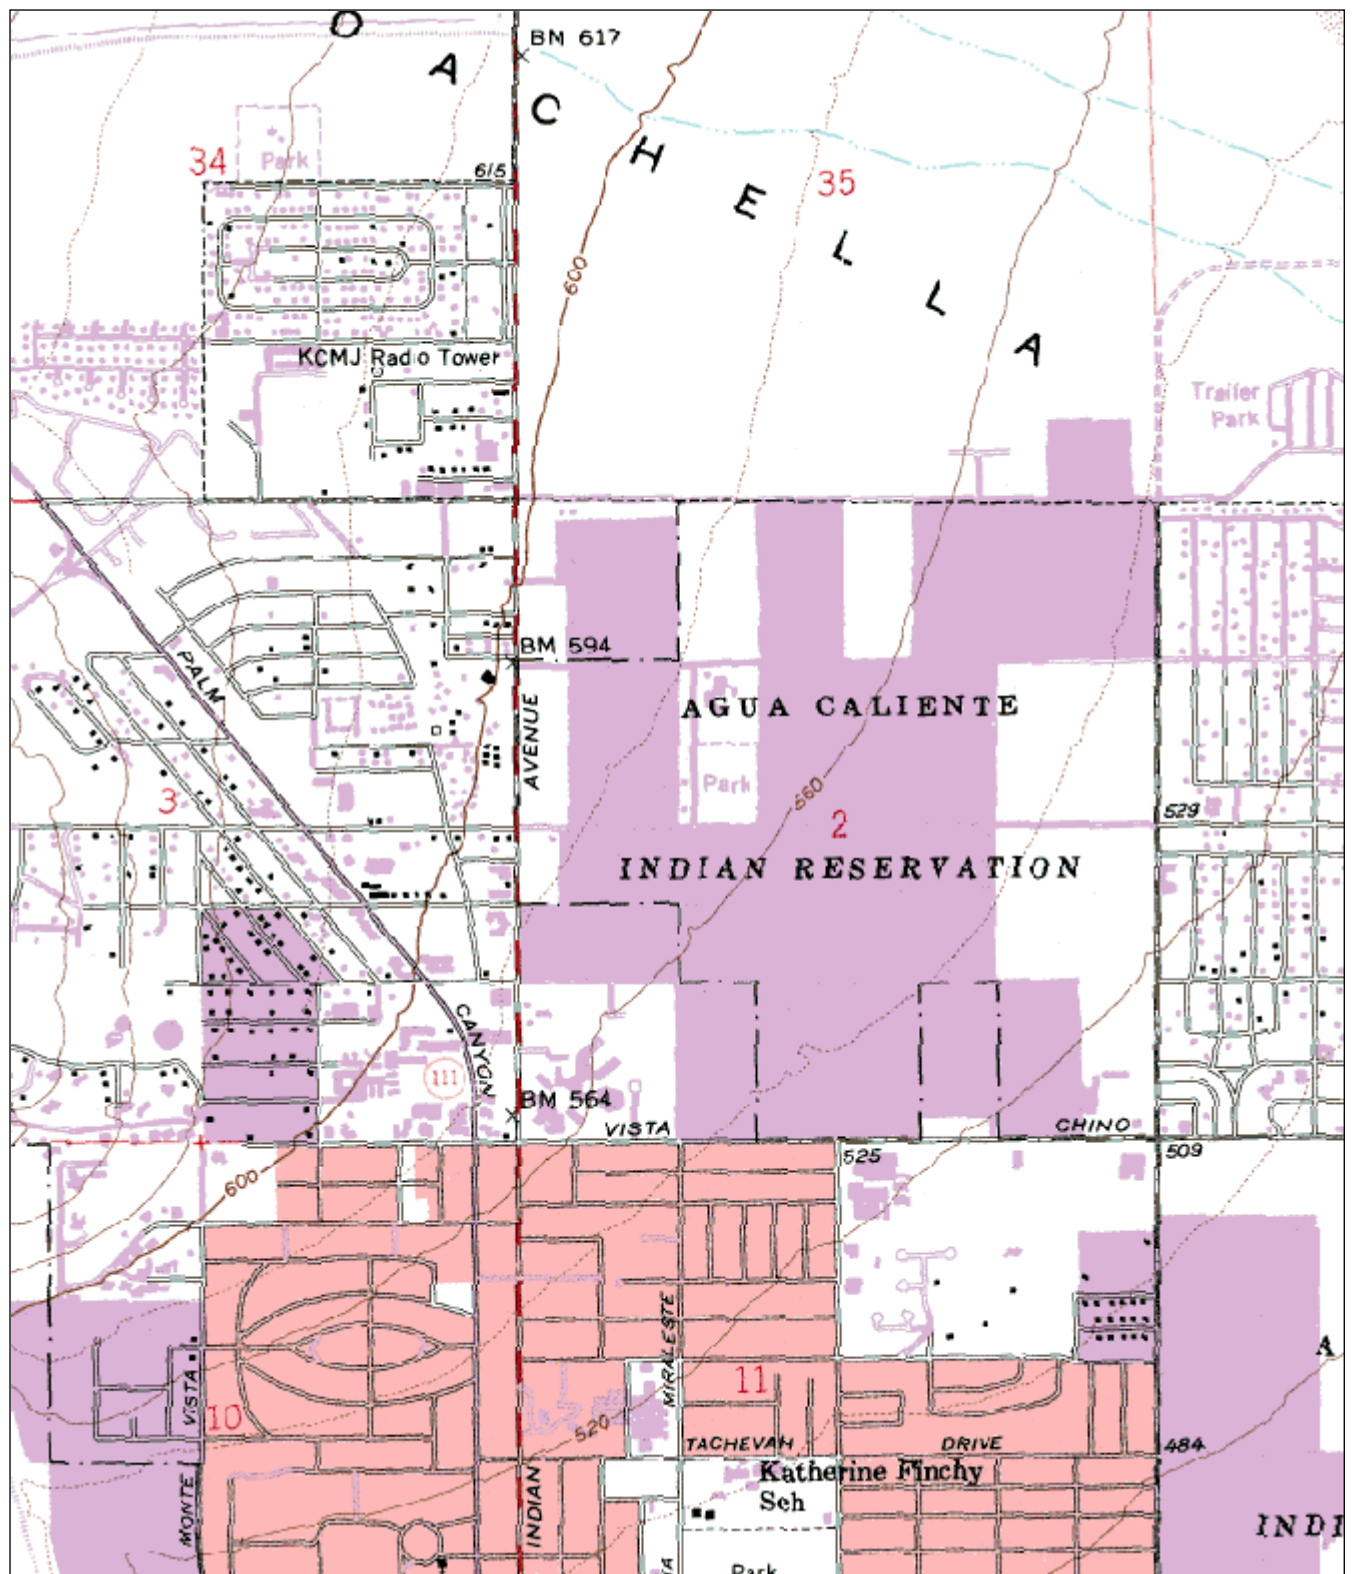 O
A
C
H
E
L
L
A
BM 617
34
Park
615
35
600
KCMJ Radio Tower
Trailer
Park
PALM
BM 594
AVENUE
AGUA CALIENTE
Park
560
3
2
529
INDIAN RESERVATION
CANYON
111
BM 564
VISTA
CHINO
525
509
600
MIRALESTE
A
VISTA
10
11
520
TACHEVAH
DRIVE
484
Katherine Finchy
Sch
MONTE
INDIAN
INDI
Park